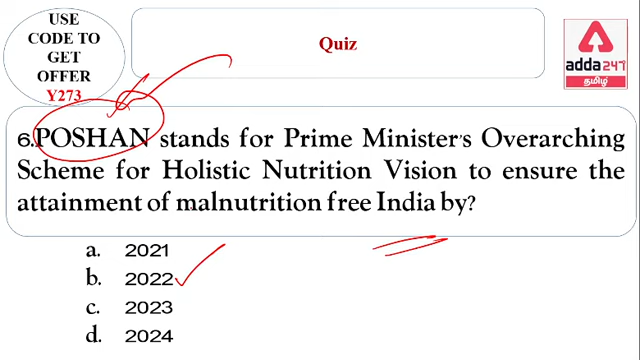 USE
CODE TO
GET
OFFER
Y273
Quiz
adda247
தமிழ்
6.POSHAN stands for Prime Minister's Overarching
Scheme for Holistic Nutrition Vision to ensure the
attainment of malnutrition free India by?
a. 2021
b. 2022
c. 2023
d. 2024